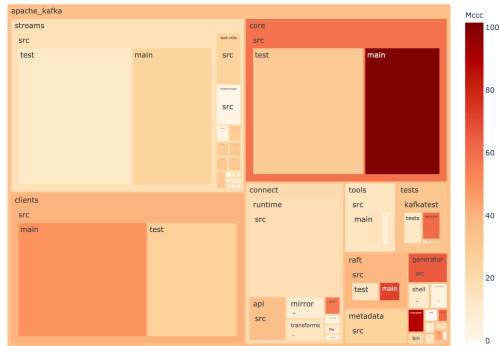 apache_kafka
streams
src
test
main
test-utils
src
src
core
src
test
main
clients
src
main
test
connect
runtime
src
api
src
mirror
transforms
file
tools
src
main
tests
kafkatest
tests
raft
src
test
main
generator
src
shell
metadata
src
bin
Mccc
100
80
60
40
20
0